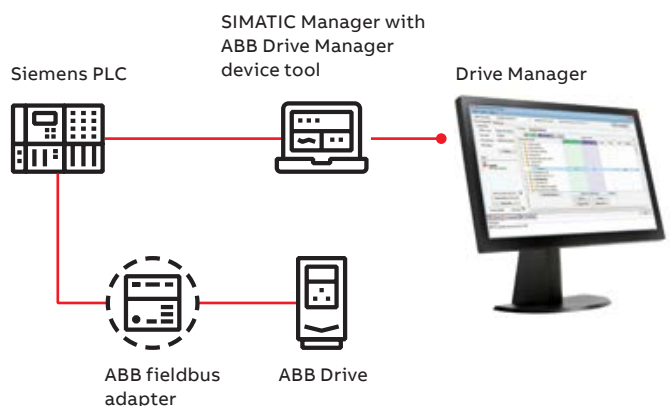 SIMATIC Manager with
ABB Drive Manager
device tool
Siemens PLC
Drive Manager
ABB fieldbus
adapter
ABB Drive